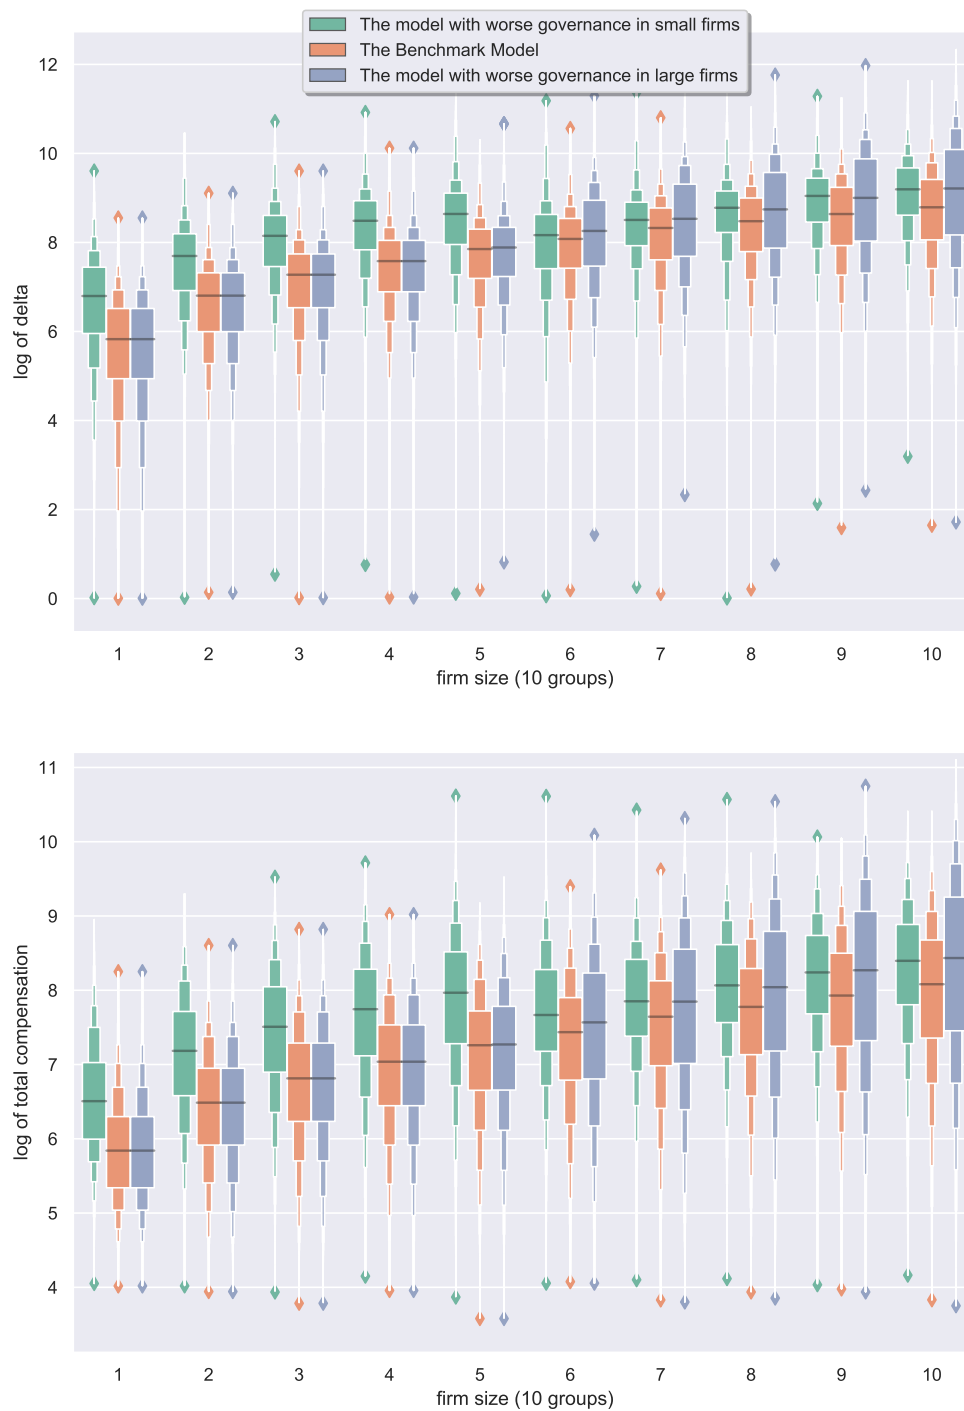 The model with worse governance in small firms
The Benchmark Model
The model with worse governance in large firms
12
10
8
6
4
2
0
log of delta
1 2 3 4 5 6 7 8 9 10
firm size (10 groups)
11
10
9
8
7
6
5
4
log of total compensation
1 2 3 4 5 6 7 8 9 10
firm size (10 groups)